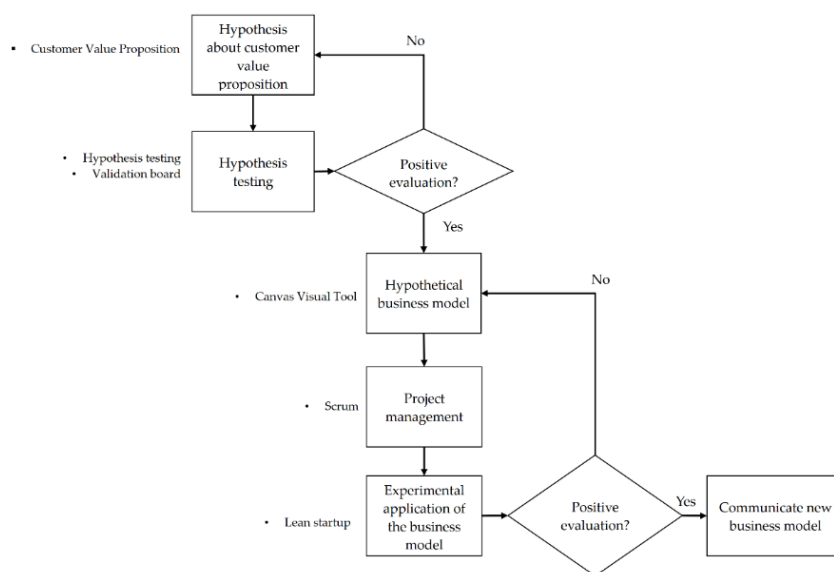 Hypothesis
about customer
value
proposition
No
▪ Customer Value Proposition
• Hypothesis testing
• Validation board
Hypothesis
testing
Positive
evaluation?
Yes
No
Hypothetical
business model
• Canvas Visual Tool
Project
management
• Scrum
Experimental
application of
the business
model
• Lean startup
Positive
evaluation?
Yes
Communicate new
business model